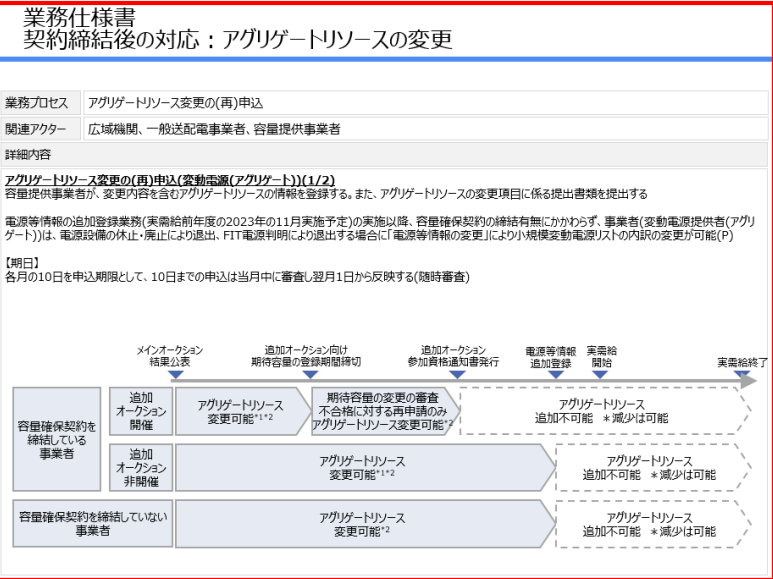 業務仕様書
契約締結後の対応：アグリゲートリソースの変更
業務プロセス アグリゲートリソース変更の(再)申込
関連アクター 広域機関、一般送配電事業者、容量提供事業者
詳細内容
アグリゲートリソース変更の(再)申込(変動電源(アグリゲート))(1/2)
容量提供事業者が、変更内容を含むアグリゲートリソースの情報を登録する。また、アグリゲートリソースの変更項目に係る提出書類を提出する
電源等情報の追加登録業務(実需給前年度の2023年の11月実施予定)の実施以降、容量確保契約の締結有無にかかわらず、事業者(変動電源提供者(アグリ
ゲート))は、電源設備の休止・廃止により退出、FIT電源判明により退出する場合に「電源等情報の変更」により小規模変動電源リストの内訳の変更が可能(P)
【期日】
各月の10日を申込期限として、10日までの申込は当月中に審査し翌月1日から反映する(随時審査)
メインオークション
結果公表
追加オークション向け
期待容量の登録期間締切
追加オークション
参加資格通知書発行
電源等情報
追加登録
実需給
開始
実需給終了
容量確保契約を
締結している
事業者
追加
オークション
開催
アグリゲートリソース
変更可能*1*2
期待容量の変更の審査
不合格に対する再申請のみ
アグリゲートリソース変更可能*2
アグリゲートリソース
追加不可能 ＊減少は可能
追加
オークション
非開催
アグリゲートリソース
変更可能*1*2
アグリゲートリソース
追加不可能 ＊減少は可能
容量確保契約を締結していない
事業者
アグリゲートリソース
変更可能*2
アグリゲートリソース
追加不可能 ＊減少は可能